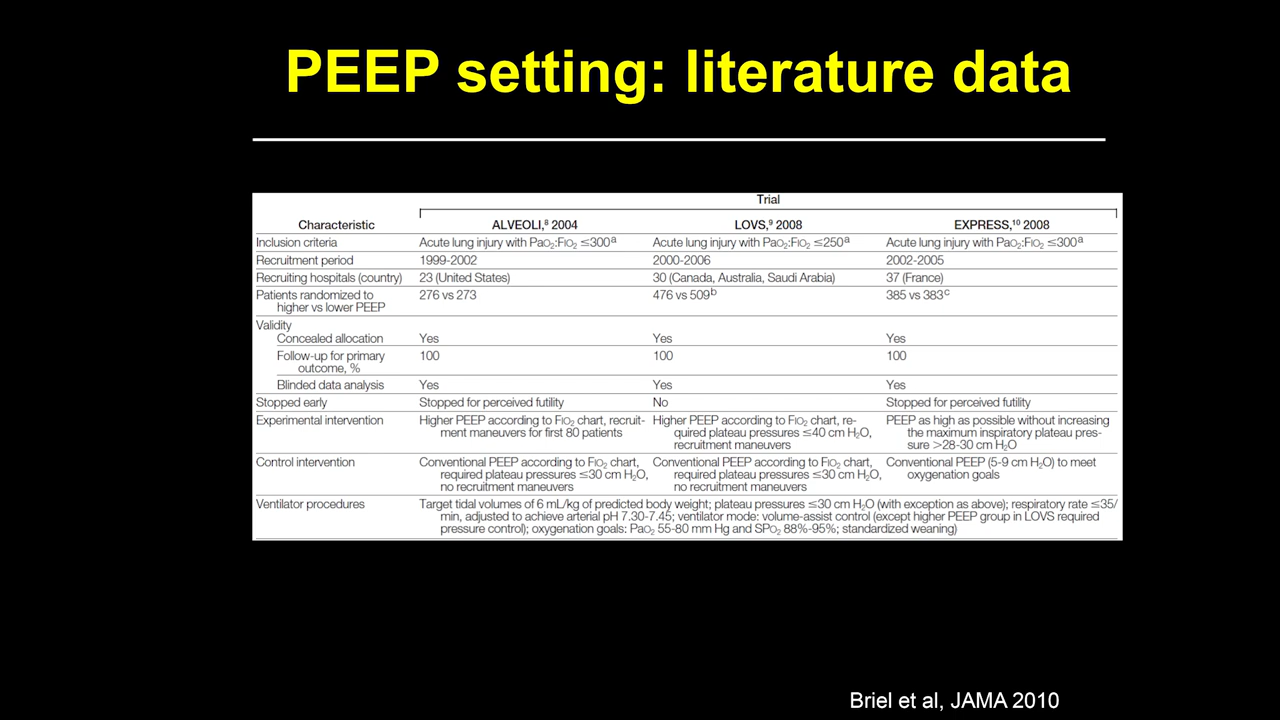 PEEP setting: literature data
Trial
Characteristic ALVEOLI,⁸ 2004 LOVS,⁹ 2008 EXPRESS,¹⁰ 2008
Inclusion criteria Acute lung injury with PaO₂:FiO₂ ≤300ᵃ Acute lung injury with PaO₂:FiO₂ ≤250ᵃ Acute lung injury with PaO₂:FiO₂ ≤300ᵃ
Recruitment period 1999-2002 2000-2006 2002-2005
Recruiting hospitals (country) 23 (United States) 30 (Canada, Australia, Saudi Arabia) 37 (France)
Patients randomized to 276 vs 273 476 vs 509ᵇ 385 vs 383ᶜ
higher vs lower PEEP
Validity
Concealed allocation Yes Yes Yes
Follow-up for primary 100 100 100
outcome, %
Blinded data analysis Yes Yes Yes
Stopped early Stopped for perceived futility No Stopped for perceived futility
Experimental intervention Higher PEEP according to FiO₂ chart, recruit- Higher PEEP according to FiO₂ chart, re- PEEP as high as possible without increasing
ment maneuvers for first 80 patients quired plateau pressures ≤40 cm H₂O, the maximum inspiratory plateau pres-
recruitment maneuvers sure >28-30 cm H₂O
Control intervention Conventional PEEP according to FiO₂ chart, Conventional PEEP according to FiO₂ chart, Conventional PEEP (5-9 cm H₂O) to meet
required plateau pressures ≤30 cm H₂O, required plateau pressures ≤30 cm H₂O, oxygenation goals
no recruitment maneuvers no recruitment maneuvers
Ventilator procedures Target tidal volumes of 6 mL/kg of predicted body weight; plateau pressures ≤30 cm H₂O (with exception as above); respiratory rate ≤35/
min, adjusted to achieve arterial pH 7.30-7.45; ventilator mode: volume-assist control (except higher PEEP group in LOVS required
pressure control); oxygenation goals: PaO₂ 55-80 mm Hg and SPO₂ 88%-95%; standardized weaning)
Briel et al, JAMA 2010